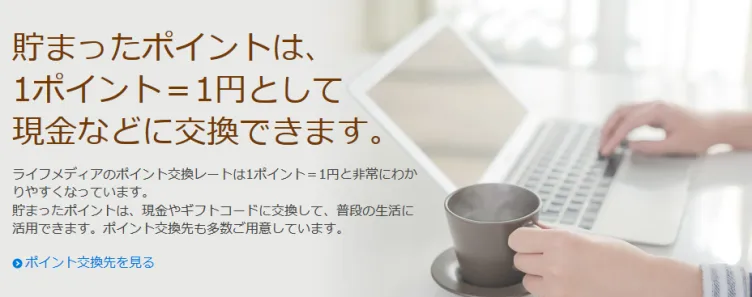 貯まったポイントは、
1ポイント＝1円として
現金などに交換できます。
ライフメディアのポイント交換レートは1ポイント＝1円と非常にわか
りやすくなっています。
貯まったポイントは、現金やギフトコードに交換して、普段の生活に
活用できます。ポイント交換先も多数ご用意しています。
ポイント交換先を見る